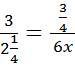 3/(2 1/4) = (3/4)/(6x)